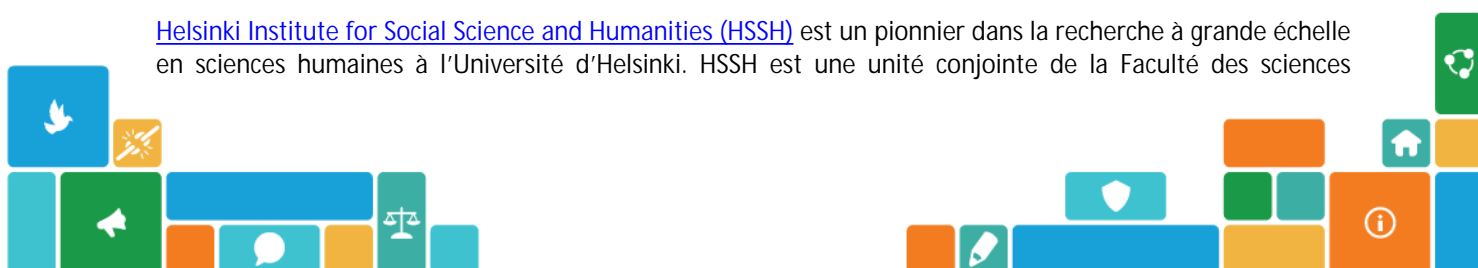 Helsinki Institute for Social Science and Humanities (HSSH) est un pionnier dans la recherche à grande échelle
en sciences humaines à l'Université d'Helsinki. HSSH est une unité conjointe de la Faculté des sciences